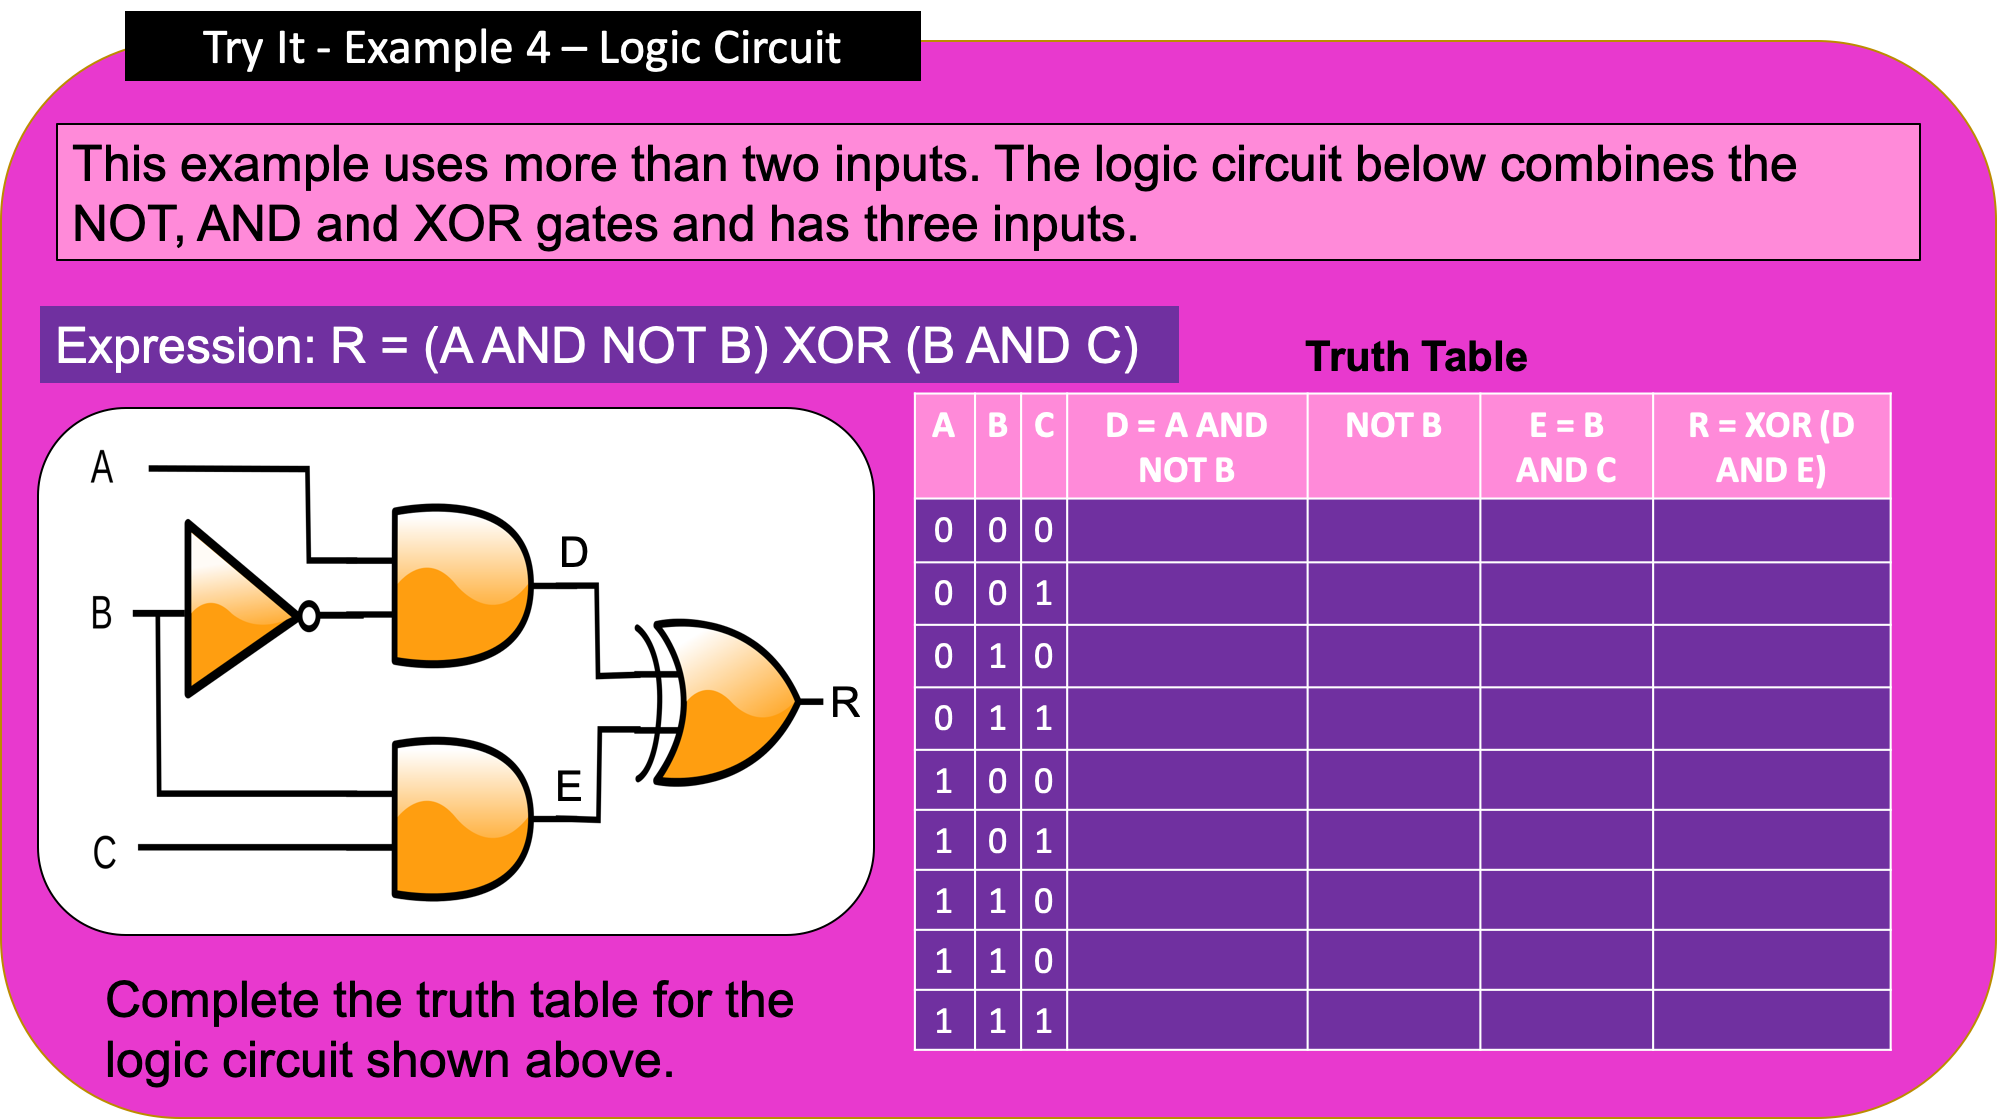 Try It - Example 4 – Logic Circuit
This example uses more than two inputs. The logic circuit below combines the
NOT, AND and XOR gates and has three inputs.
Expression: R = (A AND NOT B) XOR (B AND C)
A
B
C
D
E
R
Complete the truth table for the
logic circuit shown above.
Truth Table
A B C D = A AND NOT B NOT B E = B AND C R = XOR (D AND E)
0 0 0
0 0 1
0 1 0
0 1 1
1 0 0
1 0 1
1 1 0
1 1 0
1 1 1